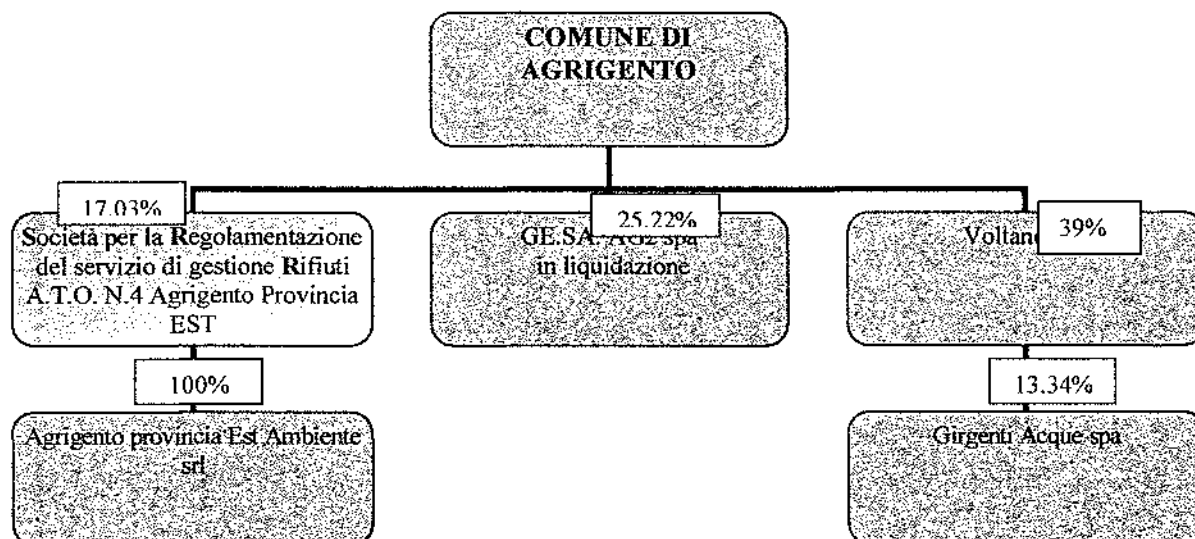 COMUNE DI
AGRIGENTO
17.03%
Società per la Regolamentazione
del servizio di gestione Rifiuti
A.T.O. N.4 Agrigento Provincia
EST
25.22%
GE.SA. AG2 spa
in liquidazione
39%
100%
13.34%
Agrigento provincia Est Ambiente
srl
Girgenti Acque spa